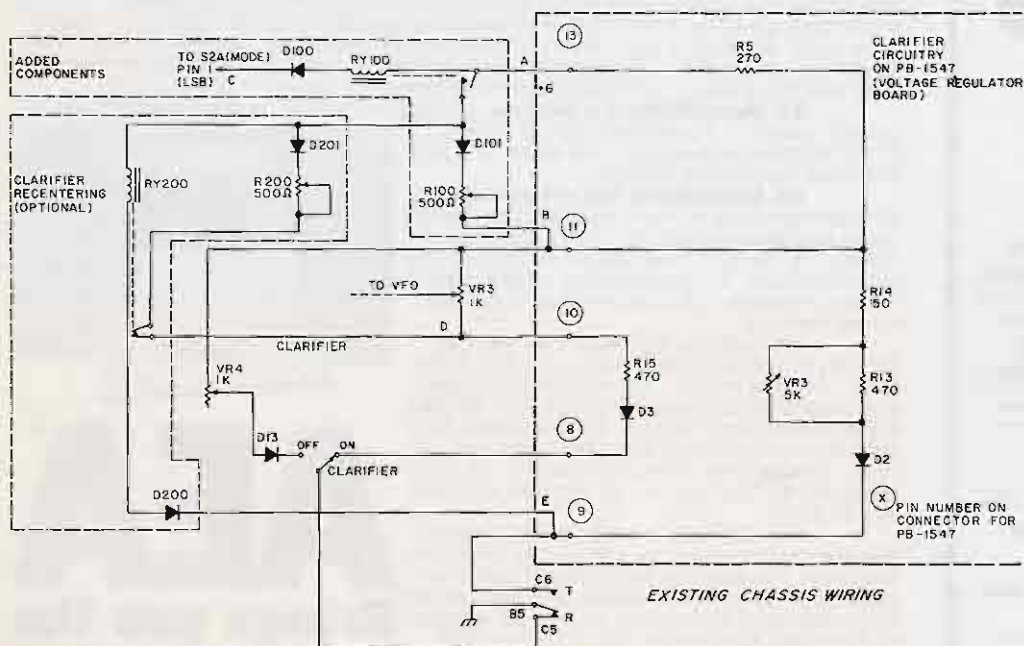 ADDED
COMPONENTS
TO S2A(MODE)
PIN 1
(LSB)
C
D100
RY100
A
13
+6
R5
270
CLARIFIER
CIRCUITRY
ON PB-1547
(VOLTAGE REGULATOR
BOARD)
D201
D101
CLARIFIER
RECENTERING
(OPTIONAL)
RY200
R200
500Ω
R100
500Ω
B
11
TO VFO
VR3
1K
R14
150
D
10
CLARIFIER
VR4
1K
R15
470
VR3
5K
R13
470
D3
D13
OFF
ON
8
CLARIFIER
D2
D200
E
9
X
PIN NUMBER ON
CONNECTOR FOR
PB-1547
C6
T
B5
R
C5
EXISTING CHASSIS WIRING